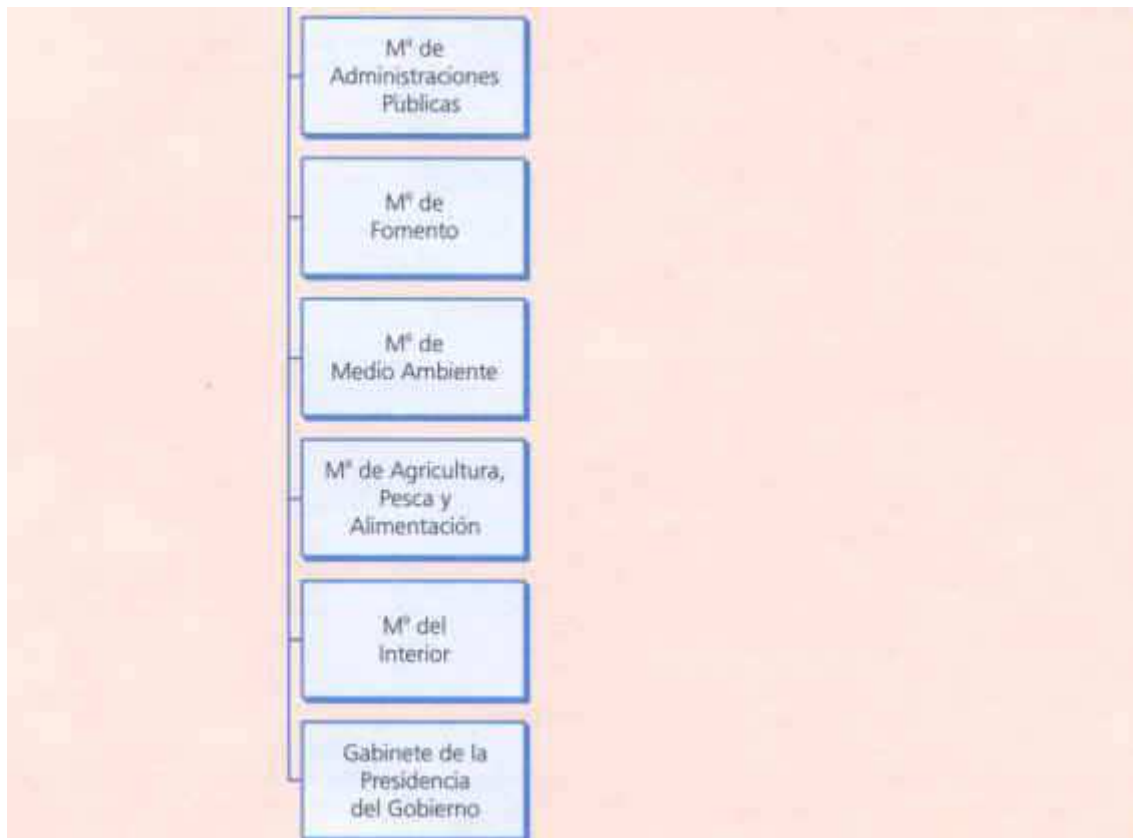 Mº de
Administraciones
Públicas
Mº de
Fomento
Mº de
Medio Ambiente
Mº de Agricultura,
Pesca y
Alimentación
Mº del
Interior
Gabinete de la
Presidencia
del Gobierno